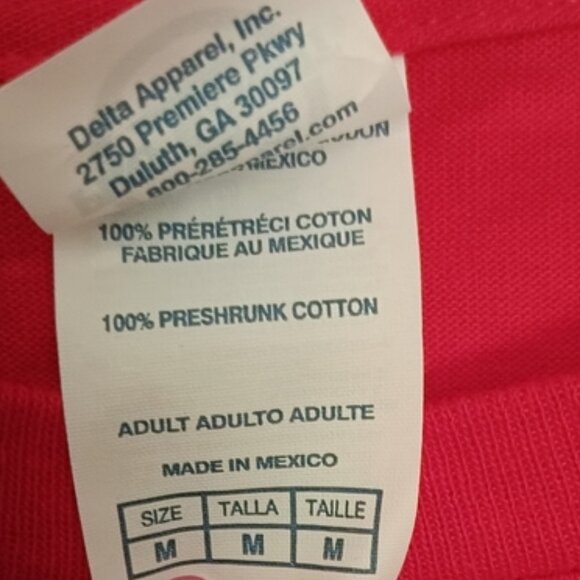 Delta Apparel, Inc.
2750 Premiere Pkwy
Duluth, GA 30097
800-285-4456
MEXICO
100% PRÉRÉTRÉCI COTON
FABRIQUE AU MEXIQUE
100% PRESHRUNK COTTON
ADULT ADULTO ADULTE
MADE IN MEXICO
SIZE TALLA TAILLE
M M M